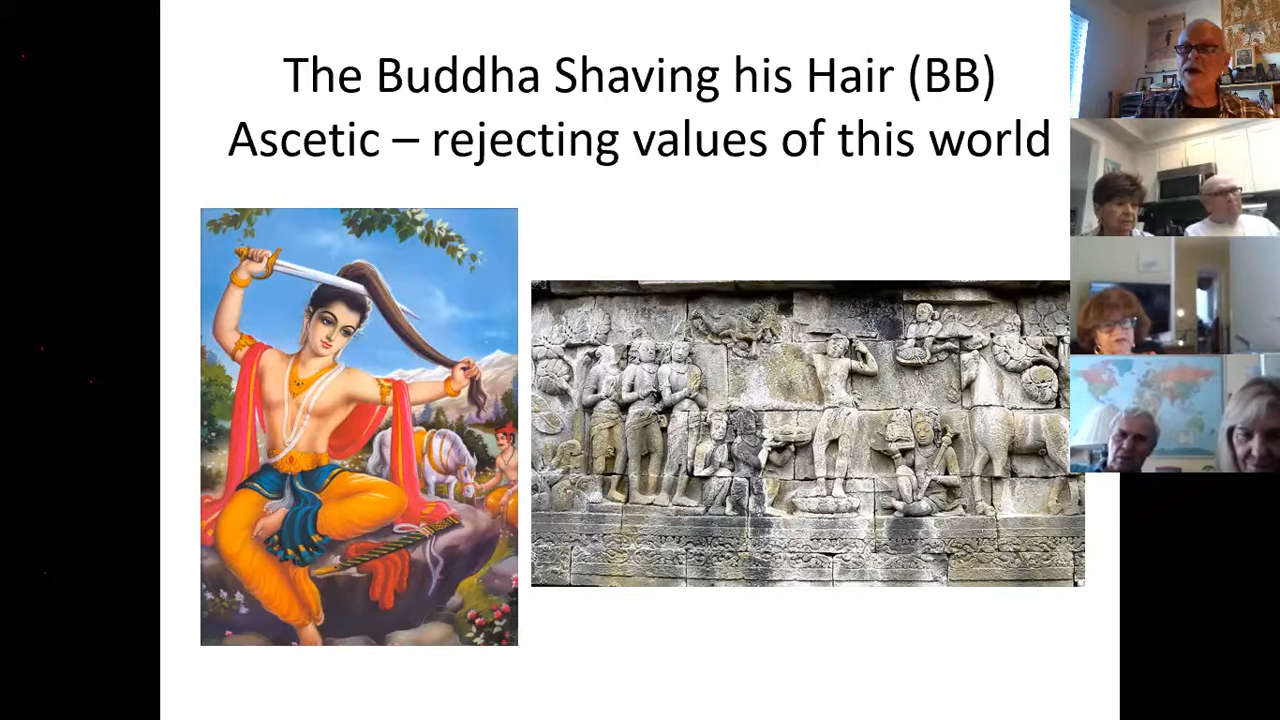 The Buddha Shaving his Hair (BB)
Ascetic – rejecting values of this world